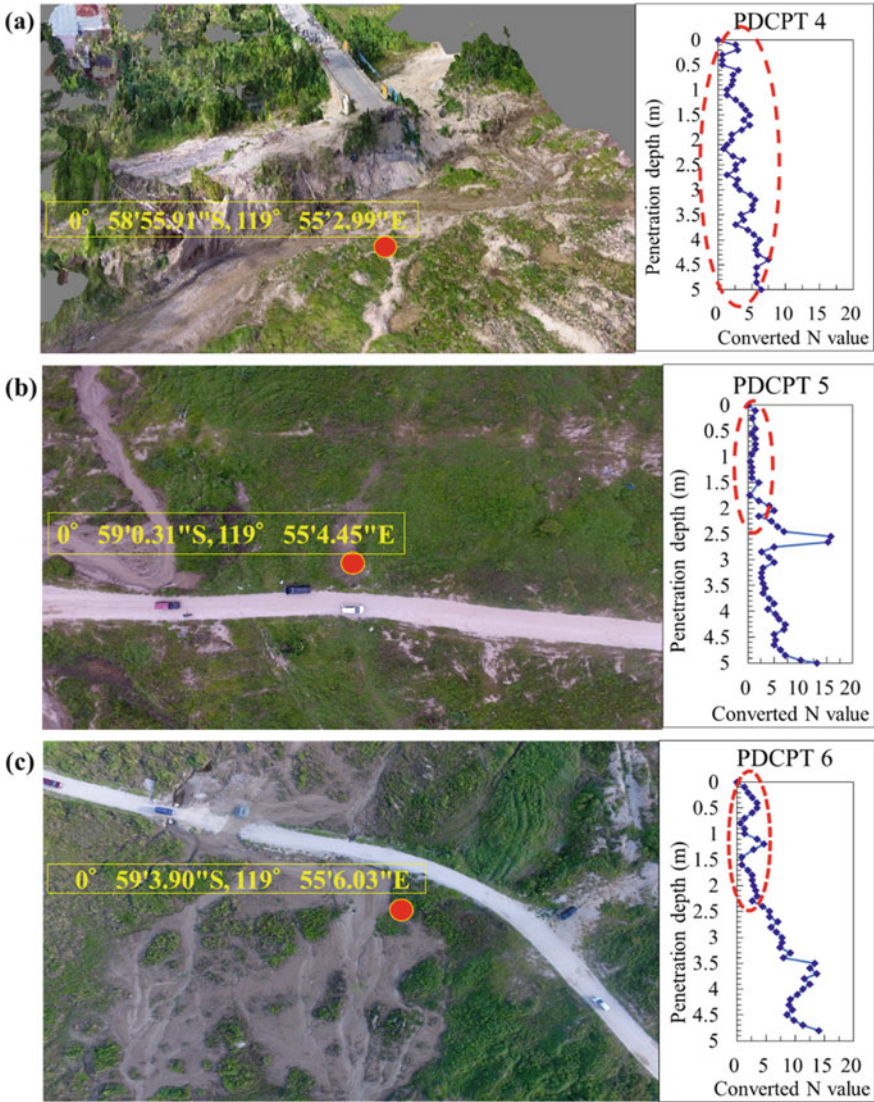 (a)
0° 58'55.91"S, 119° 55'2.99"E
PDCPT 4
Penetration depth (m)
0
0.5
1
1.5
2
2.5
3
3.5
4
4.5
5
0 5 10 15 20
Converted N value
(b)
0° 59'0.31"S, 119° 55'4.45"E
PDCPT 5
Penetration depth (m)
0
0.5
1
1.5
2
2.5
3
3.5
4
4.5
5
0 5 10 15 20
Converted N value
(c)
0° 59'3.90"S, 119° 55'6.03"E
PDCPT 6
Penetration depth (m)
0
0.5
1
1.5
2
2.5
3
3.5
4
4.5
5
0 5 10 15 20
Converted N value